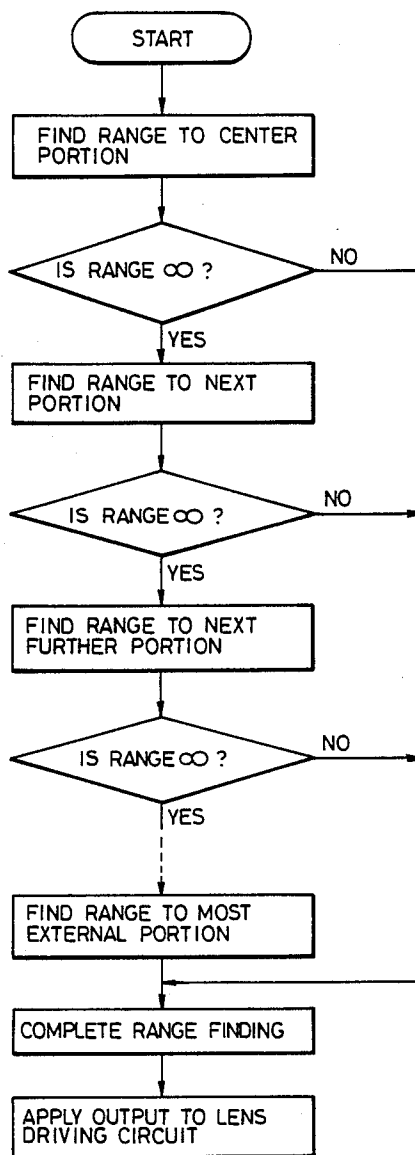 START
FIND RANGE TO CENTER
PORTION
IS RANGE ∞ ?
NO
YES
FIND RANGE TO NEXT
PORTION
IS RANGE ∞ ?
NO
YES
FIND RANGE TO NEXT
FURTHER PORTION
IS RANGE ∞ ?
NO
YES
FIND RANGE TO MOST
EXTERNAL PORTION
COMPLETE RANGE FINDING
APPLY OUTPUT TO LENS
DRIVING CIRCUIT